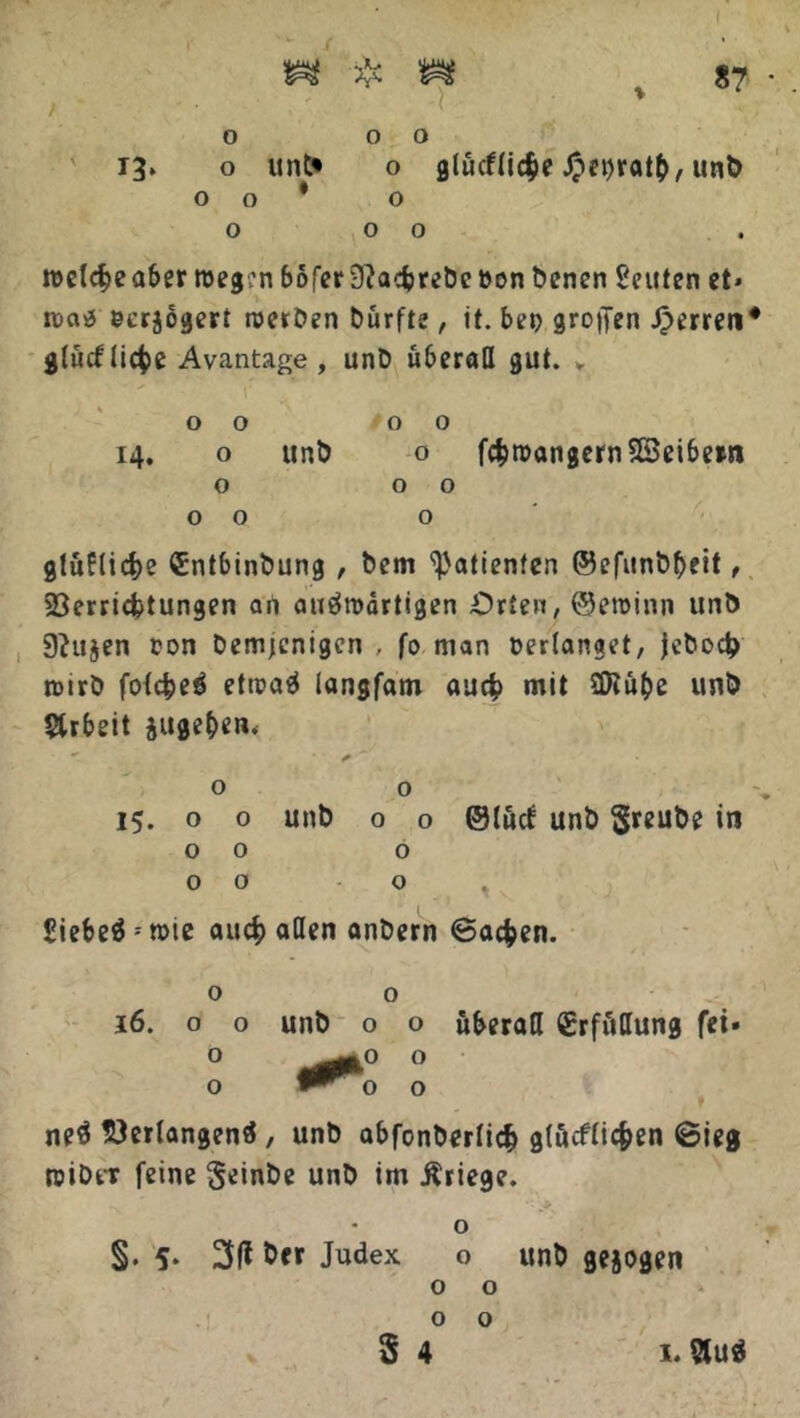 87
o o o
13. o und o glückliche Heyrath, und
o o o
o o o
welche aber wegen böser Nachrede von denen Leuten et-
was verzögert werden dürfte, it. bey grossen Herren
glückliche Avantage, und überall gut.
o o o o
14. o und o schwangern Weibern
o o o
o o o
glükliche Entbindung, dem Patienten Gesundheit,
Verrichtungen an auswärtigen Orten, Gewinn und
Nuzen von demjenigen, so man verlanget, jedoch
wird solches etwas langsam auch mit Mühe und
Arbeit zugehen.
o o
15. o o und o o Glück und Freude in
o o o
o o o
Liebes- wie auch allen andern Sachen.
o o
16. o o und o o überall Erfüllung sei-
o o o
o o o
nes Verlangens, und absonderlich glücklichen Sieg
wider seine Feinde und im Kriege.
o
§. 5. Ist der Judex o und gezogen
o o
o o
F 4 1. Aus